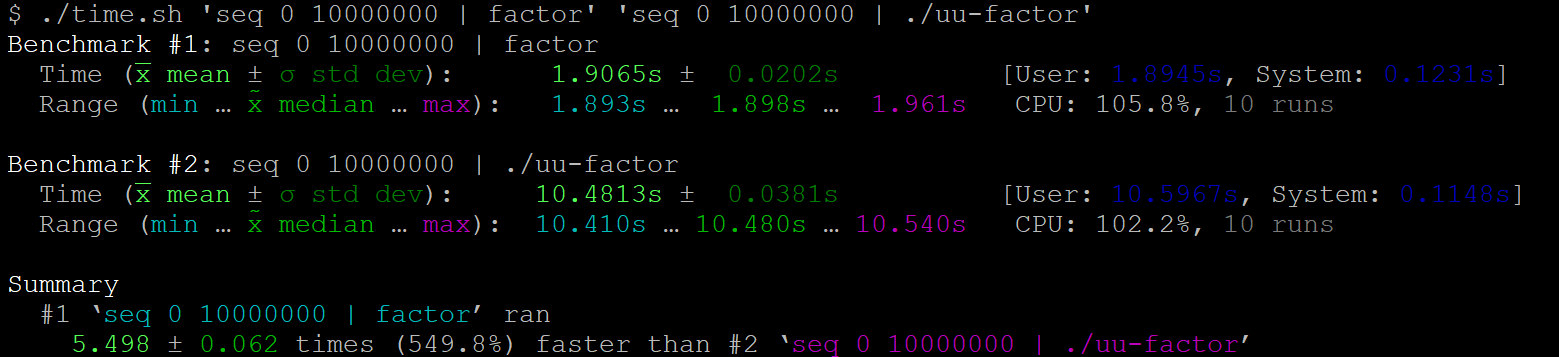 $ ./time.sh 'seq 0 10000000 | factor' 'seq 0 10000000 | ./uu-factor'
Benchmark #1: seq 0 10000000 | factor
Time (x̅ mean ± σ std dev): 1.9065s ± 0.0202s [User: 1.8945s, System: 0.1231s]
Range (min … x̃ median … max): 1.893s … 1.898s … 1.961s CPU: 105.8%, 10 runs
Benchmark #2: seq 0 10000000 | ./uu-factor
Time (x̅ mean ± σ std dev): 10.4813s ± 0.0381s [User: 10.5967s, System: 0.1148s]
Range (min … x̃ median … max): 10.410s … 10.480s … 10.540s CPU: 102.2%, 10 runs
Summary
#1 ‘seq 0 10000000 | factor’ ran
5.498 ± 0.062 times (549.8%) faster than #2 ‘seq 0 10000000 | ./uu-factor’